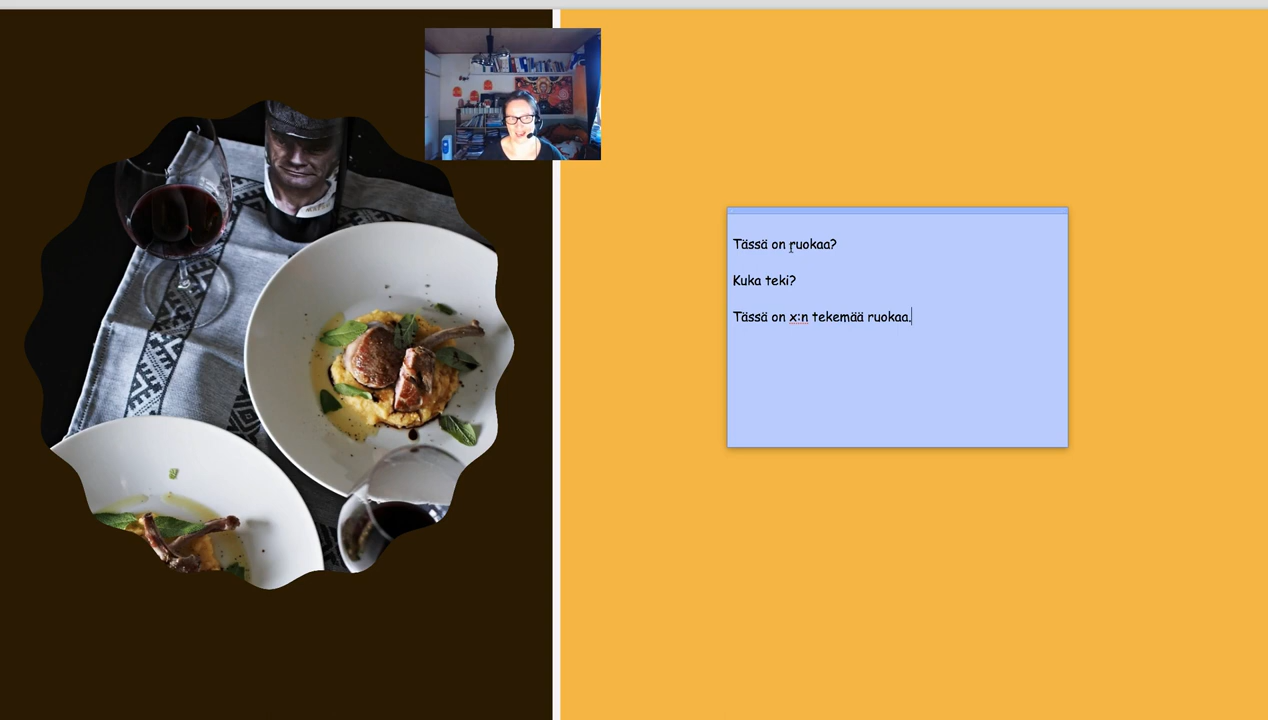 Tässä on ruokaa?
Kuka teki?
Tässä on x:n tekemää ruokaa.